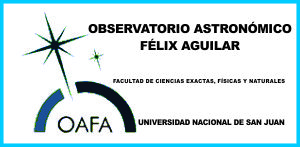 OBSERVATORIO ASTRONÓMICO
FÉLIX AGUILAR
FACULTAD DE CIENCIAS EXACTAS, FÍSICAS Y NATURALES
OAFA
UNIVERSIDAD NACIONAL DE SAN JUAN